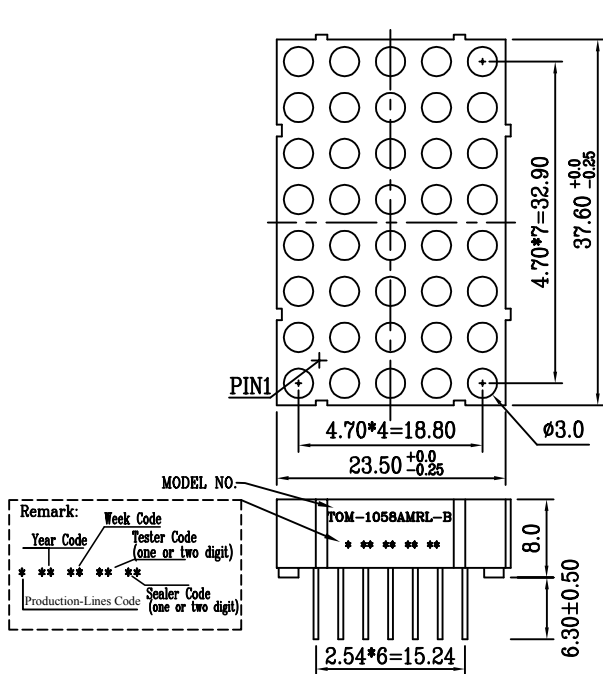 4.70*7=32.90
37.60 +0.0 -0.25
PIN1
4.70*4=18.80
ø3.0
23.50 +0.0 -0.25
MODEL NO.
TOM-1058AMRL-B
* ** ** ** **
8.0
6.30±0.50
2.54*6=15.24
Remark:
Week Code
Year Code
Tester Code
(one or two digit)
* ** ** ** **
Production-Lines Code
Sealer Code
(one or two digit)